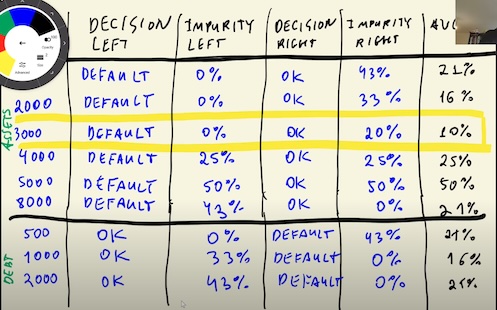 DECISION LEFT IMPURITY LEFT DECISION RIGHT IMPURITY RIGHT
ASSETS
DEFAULT 0% OK 43% 21%
2000 DEFAULT 0% OK 33% 16%
3000 DEFAULT 0% OK 20% 10%
4000 DEFAULT 25% OK 25% 25%
5000 DEFAULT 50% OK 50% 50%
8000 DEFAULT 43% OK 0% 21%
DEBT
500 OK 0% DEFAULT 43% 21%
1000 OK 33% DEFAULT 0% 16%
2000 OK 43% DEFAULT 0% 21%